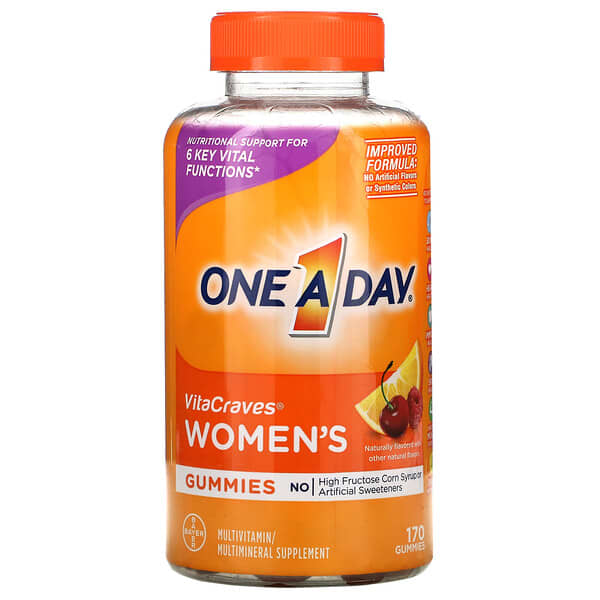 NUTRITIONAL SUPPORT FOR
6 KEY VITAL
FUNCTIONS*
IMPROVED
FORMULA:
NO Artificial Flavors
or Synthetic Colors
ONE A DAY®
1
VitaCraves®
WOMEN'S
Naturally flavored with
other natural flavors
GUMMIES
NO
High Fructose Corn Syrup or
Artificial Sweeteners
BAYER
BAYER
MULTIVITAMIN/
MULTIMINERAL SUPPLEMENT
170
GUMMIES